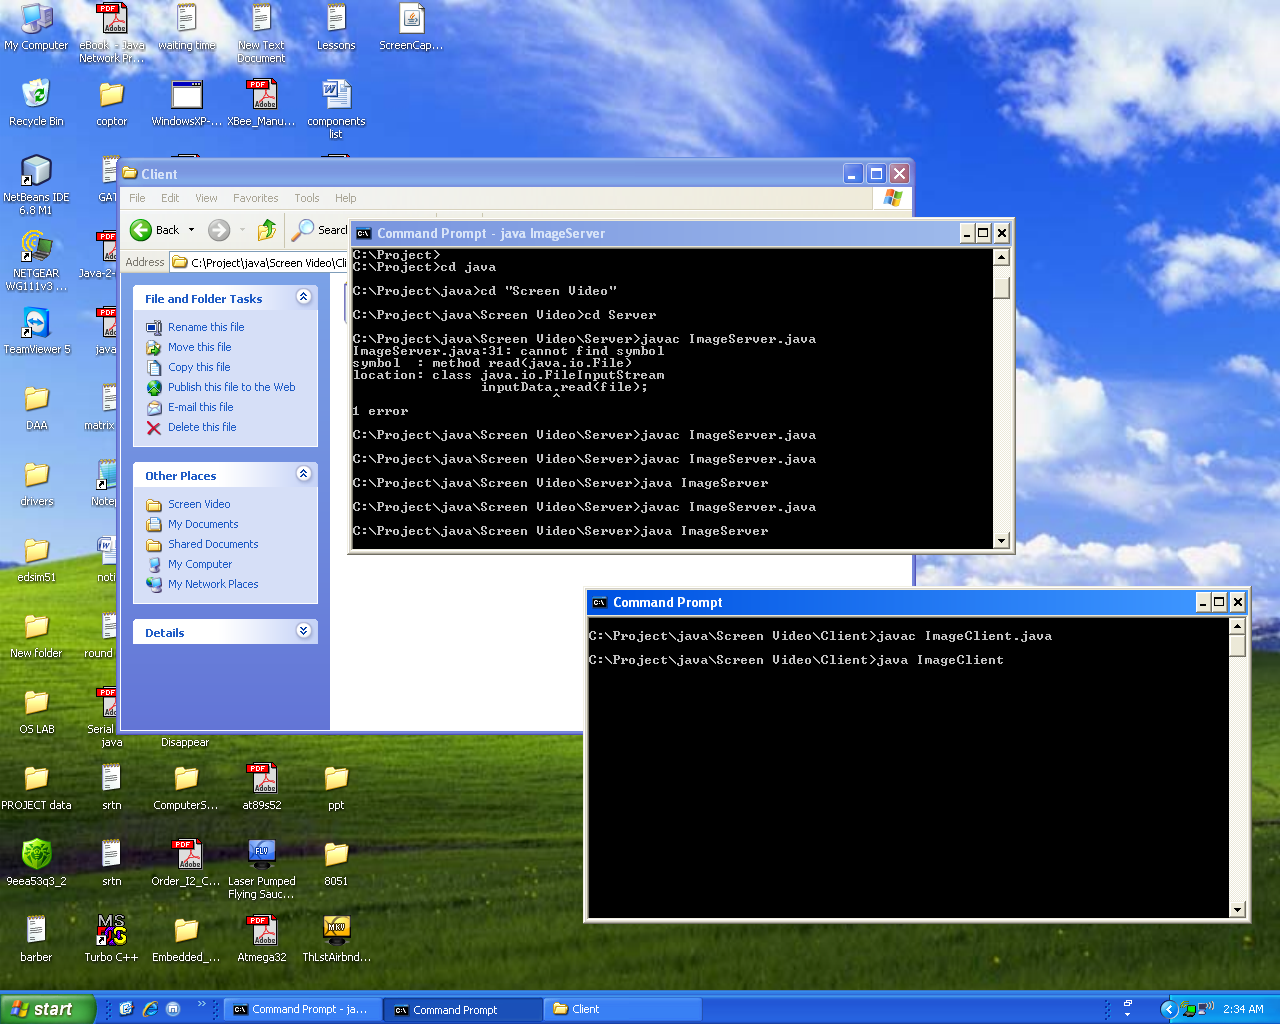 My Computer
eBook - Java Network Pr...
waiting time
New Text Document
Lessons
ScreenCap...
Recycle Bin
coptor
WindowsXP-...
XBee_Manu...
components list
NetBeans IDE 6.8 M1
GAT
NETGEAR WG111v3 ...
Java-2-
TeamViewer 5
java
DAA
matrix
drivers
Notep
edsim51
noti
New folder
round
OS LAB
Serial
java
Disappear
PROJECT data
srtn
ComputerS...
at89s52
ppt
9eea53q3_2
srtn
Order_I2_C...
Laser Pumped Flying Sauc...
8051
barber
Turbo C++
Embedded_...
Atmega32
ThLstAirbnd...
Client
File Edit View Favorites Tools Help
Back
Search
Address C:\Project\java\Screen Video\Cli
File and Folder Tasks
Rename this file
Move this file
Copy this file
Publish this file to the Web
E-mail this file
Delete this file
Other Places
Screen Video
My Documents
Shared Documents
My Computer
My Network Places
Details
Command Prompt - java ImageServer
C:\Project>
C:\Project>cd java
C:\Project\java>cd "Screen Video"
C:\Project\java\Screen Video>cd Server
C:\Project\java\Screen Video\Server>javac ImageServer.java
ImageServer.java:31: cannot find symbol
symbol  : method read(java.io.File)
location: class java.io.FileInputStream
inputData.read(file);
^
1 error
C:\Project\java\Screen Video\Server>javac ImageServer.java
C:\Project\java\Screen Video\Server>javac ImageServer.java
C:\Project\java\Screen Video\Server>java ImageServer
C:\Project\java\Screen Video\Server>javac ImageServer.java
C:\Project\java\Screen Video\Server>java ImageServer
Command Prompt
C:\Project\java\Screen Video\Client>javac ImageClient.java
C:\Project\java\Screen Video\Client>java ImageClient
start
Command Prompt - ja...
Command Prompt
Client
2:34 AM